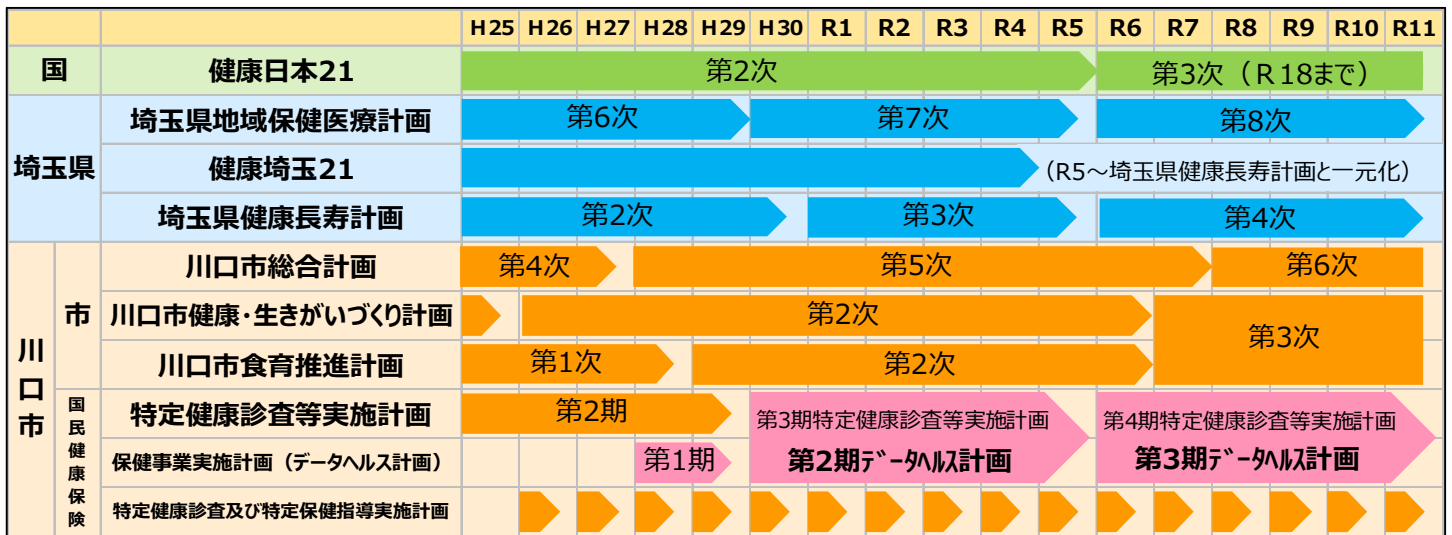 H25 H26 H27 H28 H29 H30 R1 R2 R3 R4 R5 R6 R7 R8 R9 R10 R11
国 健康日本21 第2次 第3次（R18まで）
埼玉県
埼玉県地域保健医療計画 第6次 第7次 第8次
健康埼玉21 （R5～埼玉県健康長寿計画と一元化）
埼玉県健康長寿計画 第2次 第3次 第4次
川口市
市
川口市総合計画 第4次 第5次 第6次
川口市健康・生きがいづくり計画 第2次 第3次
川口市食育推進計画 第1次 第2次
国民健康保険
特定健康診査等実施計画 第2期 第3期特定健康診査等実施計画 第4期特定健康診査等実施計画
保健事業実施計画（データヘルス計画） 第1期 第2期データヘルス計画 第3期データヘルス計画
特定健康診査及び特定保健指導実施計画